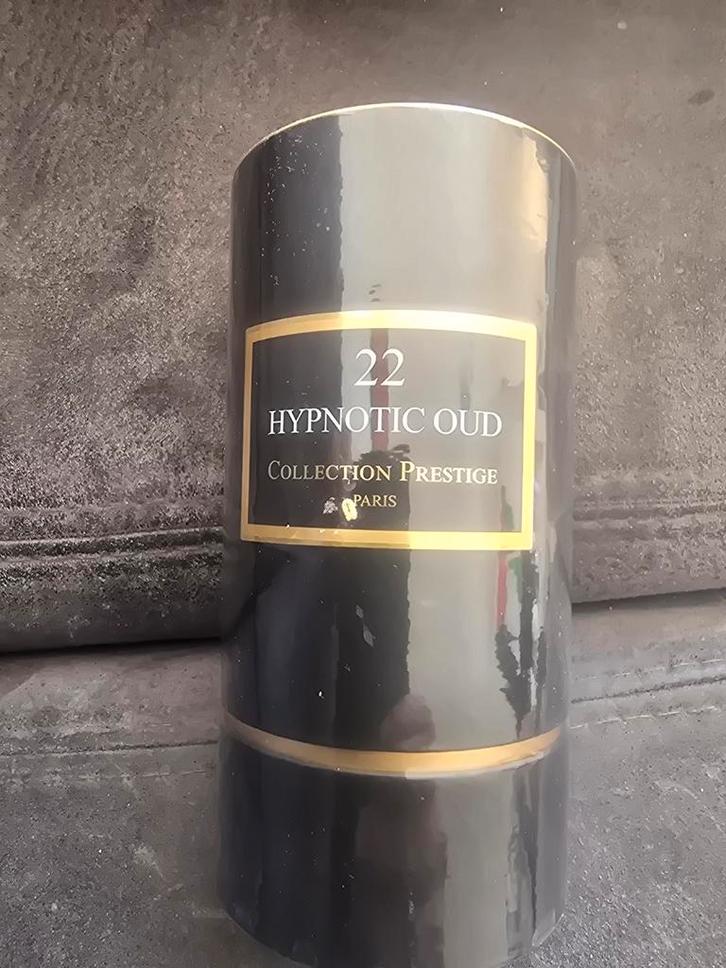 22
HYPNOTIC OUD
COLLECTION PRESTIGE
PARIS